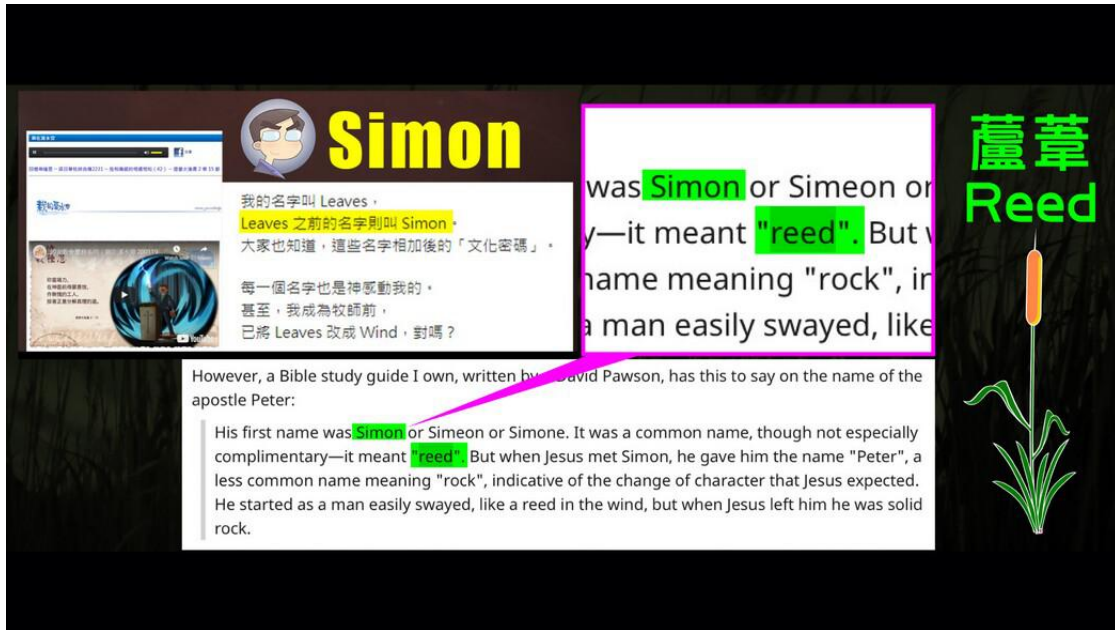 Simon
我的名字叫 Leaves，
Leaves 之前的名字則叫 Simon。
大家也知道，這些名字相加後的「文化密碼」。
每一個名字也是神感動我的。
甚至，我成為牧師前，
已將 Leaves 改成 Wind，對嗎？
YouTube
was Simon or Simeon or
y—it meant "reed". But w
name meaning "rock", in
a man easily swayed, like
蘆葦
Reed
However, a Bible study guide I own, written by David Pawson, has this to say on the name of the
apostle Peter:
His first name was Simon or Simeon or Simone. It was a common name, though not especially
complimentary—it meant "reed". But when Jesus met Simon, he gave him the name "Peter", a
less common name meaning "rock", indicative of the change of character that Jesus expected.
He started as a man easily swayed, like a reed in the wind, but when Jesus left him he was solid
rock.